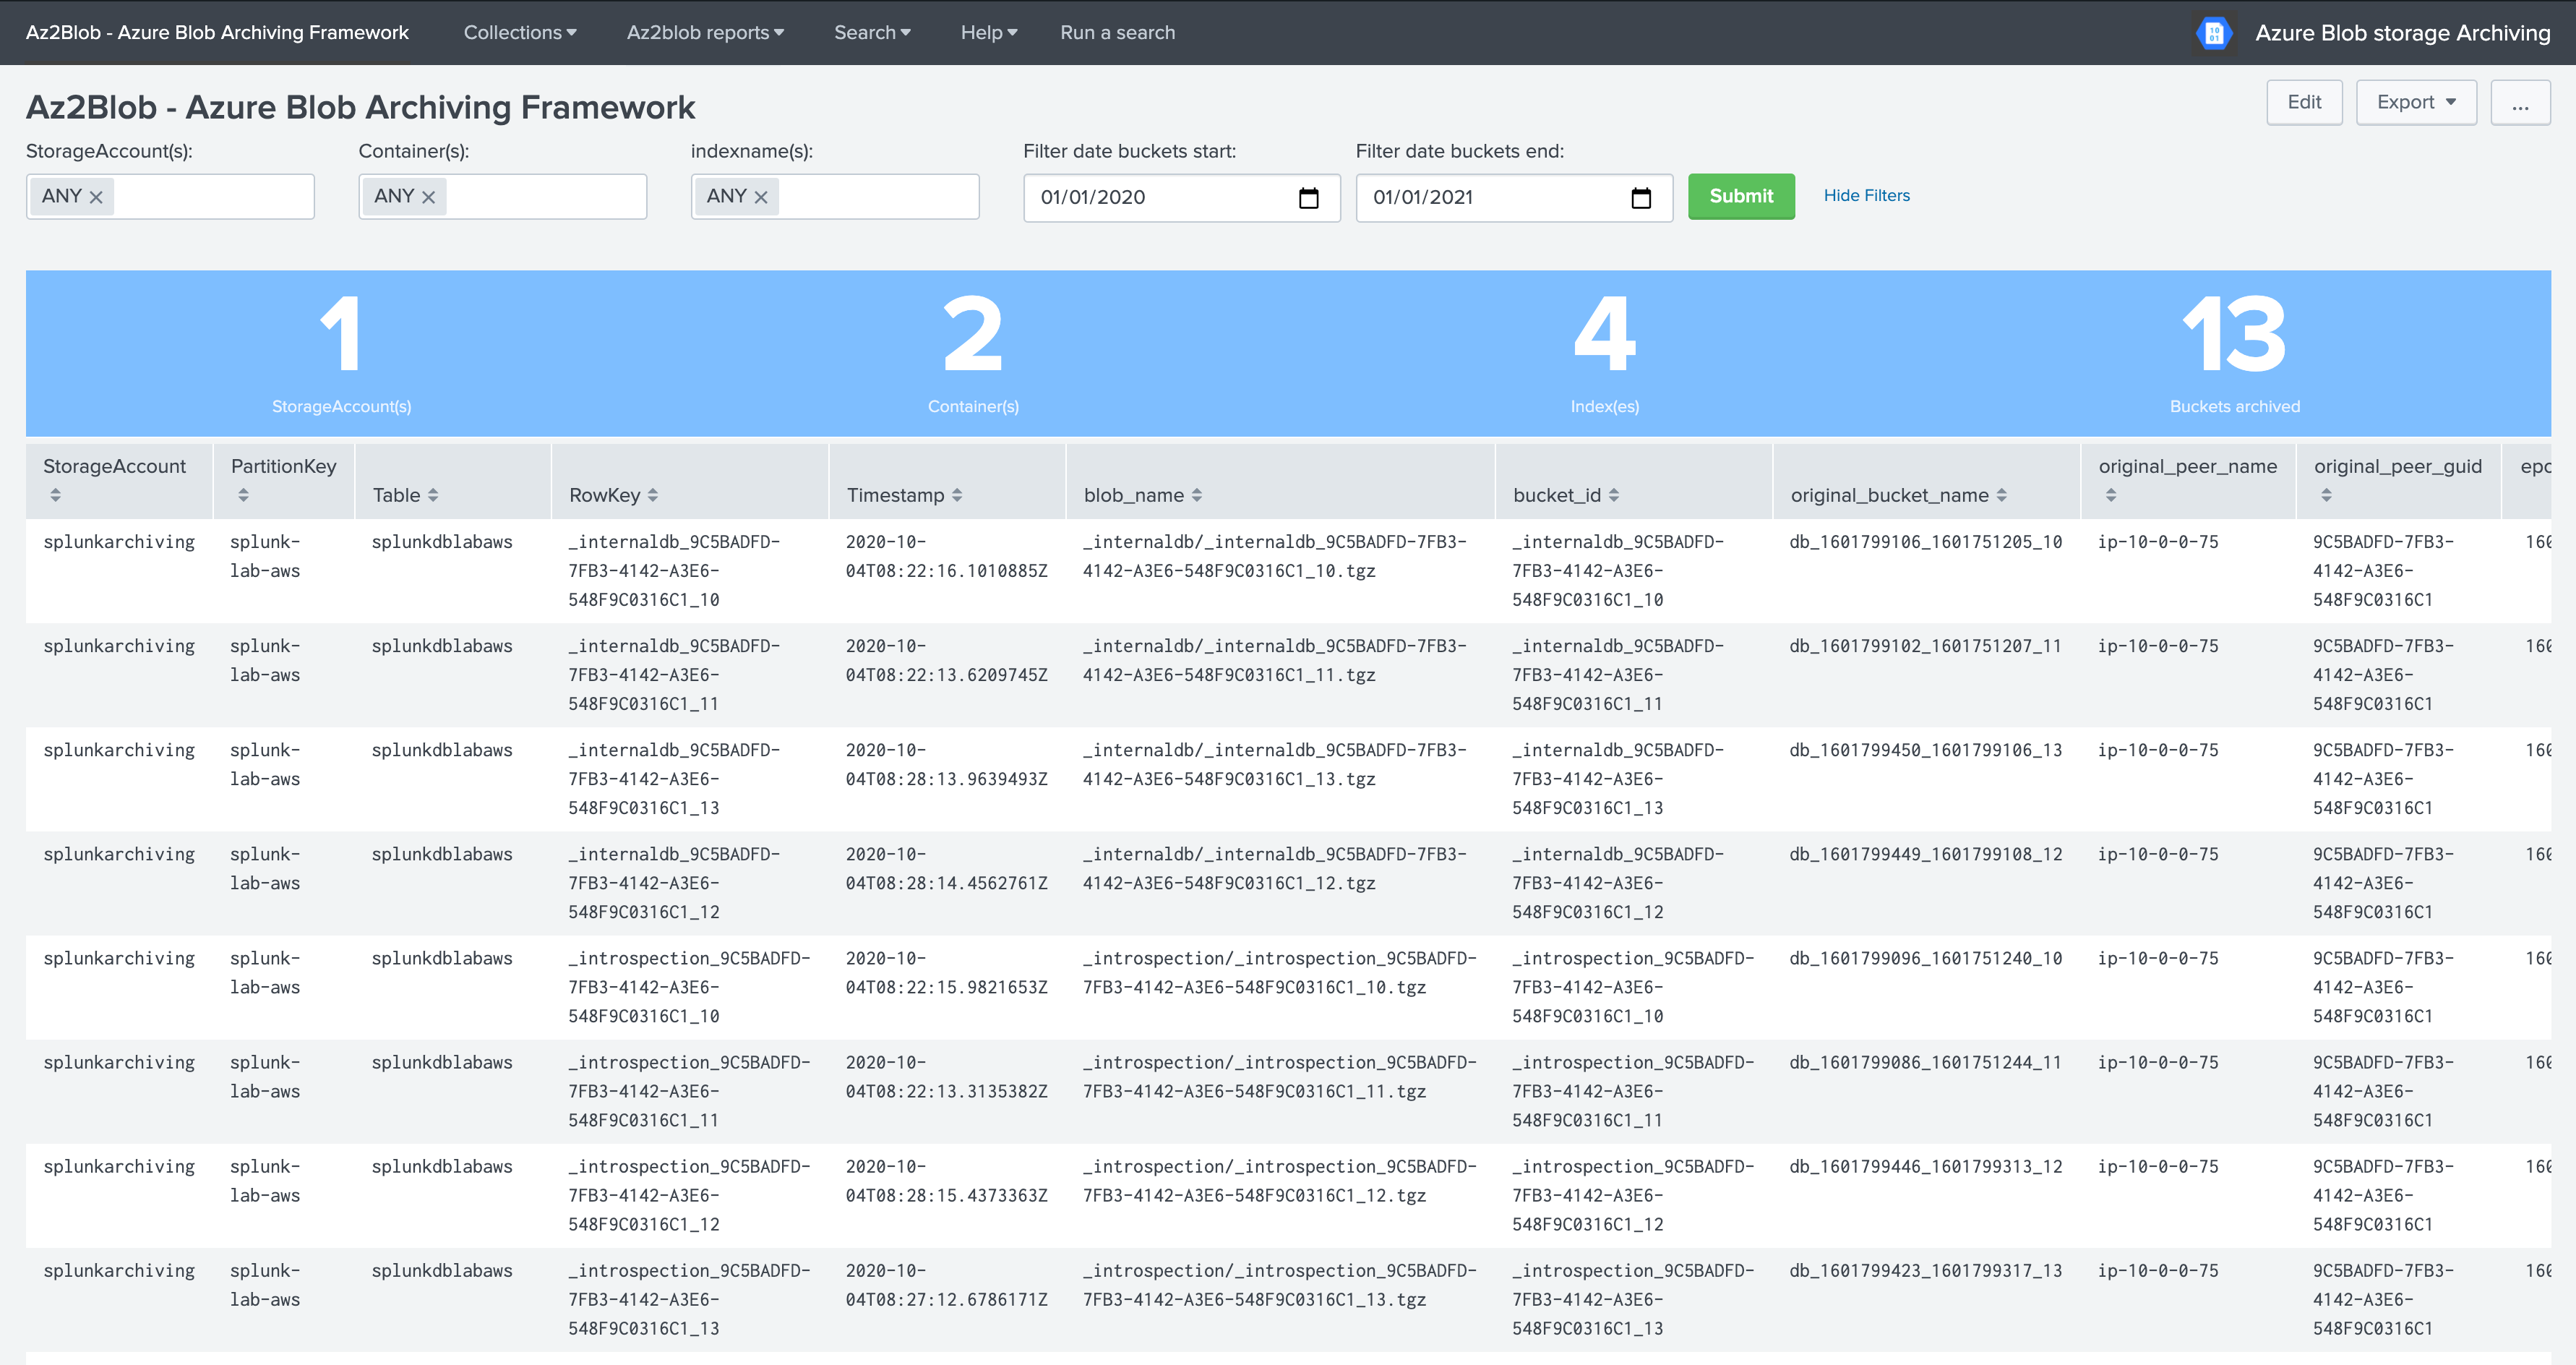 Az2Blob - Azure Blob Archiving Framework Collections Az2blob reports Search Help Run a search Azure Blob storage Archiving
Az2Blob - Azure Blob Archiving Framework Edit Export ...
StorageAccount(s): Container(s): indexname(s): Filter date buckets start: Filter date buckets end:
ANY ANY ANY 01/01/2020 01/01/2021 Submit Hide Filters
1 2 4 13
StorageAccount(s) Container(s) Index(es) Buckets archived
StorageAccount PartitionKey original_peer_name original_peer_guid
Table RowKey Timestamp blob_name bucket_id original_bucket_name
splunkarchiving splunk- splunkdblabaws _internaldb_9C5BADFD- 2020-10- _internaldb/_internaldb_9C5BADFD-7FB3- _internaldb_9C5BADFD- db_1601799106_1601751205_10 ip-10-0-0-75 9C5BADFD-7FB3-
lab-aws 7FB3-4142-A3E6- 04T08:22:16.1010885Z 4142-A3E6-548F9C0316C1_10.tgz 7FB3-4142-A3E6- 4142-A3E6-
548F9C0316C1_10 548F9C0316C1_10 548F9C0316C1
splunkarchiving splunk- splunkdblabaws _internaldb_9C5BADFD- 2020-10- _internaldb/_internaldb_9C5BADFD-7FB3- _internaldb_9C5BADFD- db_1601799102_1601751207_11 ip-10-0-0-75 9C5BADFD-7FB3-
lab-aws 7FB3-4142-A3E6- 04T08:22:13.6209745Z 4142-A3E6-548F9C0316C1_11.tgz 7FB3-4142-A3E6- 4142-A3E6-
548F9C0316C1_11 548F9C0316C1_11 548F9C0316C1
splunkarchiving splunk- splunkdblabaws _internaldb_9C5BADFD- 2020-10- _internaldb/_internaldb_9C5BADFD-7FB3- _internaldb_9C5BADFD- db_1601799450_1601799106_13 ip-10-0-0-75 9C5BADFD-7FB3-
lab-aws 7FB3-4142-A3E6- 04T08:28:13.9639493Z 4142-A3E6-548F9C0316C1_13.tgz 7FB3-4142-A3E6- 4142-A3E6-
548F9C0316C1_13 548F9C0316C1_13 548F9C0316C1
splunkarchiving splunk- splunkdblabaws _internaldb_9C5BADFD- 2020-10- _internaldb/_internaldb_9C5BADFD-7FB3- _internaldb_9C5BADFD- db_1601799449_1601799108_12 ip-10-0-0-75 9C5BADFD-7FB3-
lab-aws 7FB3-4142-A3E6- 04T08:28:14.4562761Z 4142-A3E6-548F9C0316C1_12.tgz 7FB3-4142-A3E6- 4142-A3E6-
548F9C0316C1_12 548F9C0316C1_12 548F9C0316C1
splunkarchiving splunk- splunkdblabaws _introspection_9C5BADFD- 2020-10- _introspection/_introspection_9C5BADFD- _introspection_9C5BADFD- db_1601799096_1601751240_10 ip-10-0-0-75 9C5BADFD-7FB3-
lab-aws 7FB3-4142-A3E6- 04T08:22:15.9821653Z 7FB3-4142-A3E6-548F9C0316C1_10.tgz 7FB3-4142-A3E6- 4142-A3E6-
548F9C0316C1_10 548F9C0316C1_10 548F9C0316C1
splunkarchiving splunk- splunkdblabaws _introspection_9C5BADFD- 2020-10- _introspection/_introspection_9C5BADFD- _introspection_9C5BADFD- db_1601799086_1601751244_11 ip-10-0-0-75 9C5BADFD-7FB3-
lab-aws 7FB3-4142-A3E6- 04T08:22:13.3135382Z 7FB3-4142-A3E6-548F9C0316C1_11.tgz 7FB3-4142-A3E6- 4142-A3E6-
548F9C0316C1_11 548F9C0316C1_11 548F9C0316C1
splunkarchiving splunk- splunkdblabaws _introspection_9C5BADFD- 2020-10- _introspection/_introspection_9C5BADFD- _introspection_9C5BADFD- db_1601799446_1601799313_12 ip-10-0-0-75 9C5BADFD-7FB3-
lab-aws 7FB3-4142-A3E6- 04T08:28:15.4373363Z 7FB3-4142-A3E6-548F9C0316C1_12.tgz 7FB3-4142-A3E6- 4142-A3E6-
548F9C0316C1_12 548F9C0316C1_12 548F9C0316C1
splunkarchiving splunk- splunkdblabaws _introspection_9C5BADFD- 2020-10- _introspection/_introspection_9C5BADFD- _introspection_9C5BADFD- db_1601799423_1601799317_13 ip-10-0-0-75 9C5BADFD-7FB3-
lab-aws 7FB3-4142-A3E6- 04T08:27:12.6786171Z 7FB3-4142-A3E6-548F9C0316C1_13.tgz 7FB3-4142-A3E6- 4142-A3E6-
548F9C0316C1_13 548F9C0316C1_13 548F9C0316C1